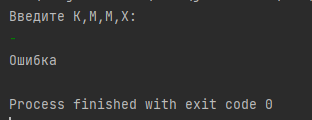 Введите K,M,M,X:
-
Ошибка
Process finished with exit code 0